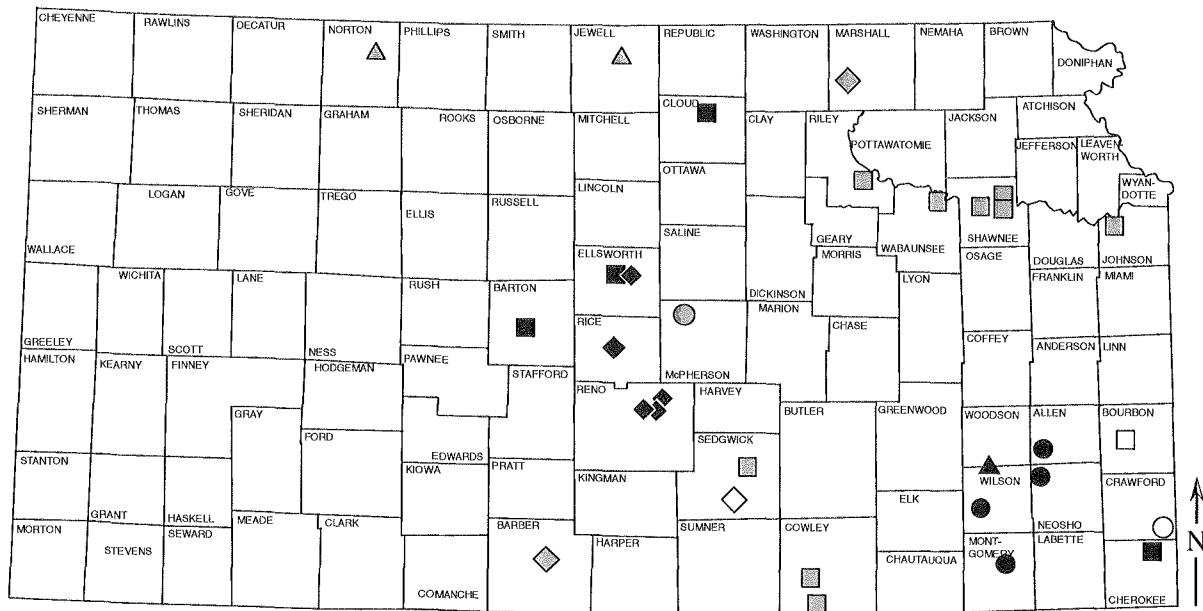 CHEYENNE
RAWLINS
DECATUR
NORTON
PHILLIPS
SMITH
JEWELL
REPUBLIC
WASHINGTON
MARSHALL
NEMAHA
BROWN
DONIPHAN
SHERMAN
THOMAS
SHERIDAN
GRAHAM
ROOKS
OSBORNE
MITCHELL
CLOUD
CLAY
RILEY
POTTAWATOMIE
JACKSON
ATCHISON
JEFFERSON
LEAVEN-
WORTH
WYAN-
DOTTE
WALLACE
LOGAN
GOVE
TREGO
ELLIS
RUSSELL
LINCOLN
OTTAWA
SALINE
GEARY
WABAUNSEE
SHAWNEE
DOUGLAS
JOHNSON
GREELEY
WICHITA
SCOTT
LANE
NESS
RUSH
BARTON
ELLSWORTH
RICE
McPHERSON
DICKINSON
MARION
MORRIS
CHASE
LYON
OSAGE
FRANKLIN
MIAMI
HAMILTON
KEARNY
FINNEY
HODGEMAN
PAWNEE
STAFFORD
RENO
HARVEY
BUTLER
GREENWOOD
COFFEY
ANDERSON
LINN
GRAY
FORD
EDWARDS
KIOWA
PRATT
KINGMAN
SEDGWICK
ELK
WOODSON
ALLEN
BOURBON
STANTON
GRANT
HASKELL
MEADE
CLARK
BARBER
HARPER
SUMNER
COWLEY
CHAUTAUQUA
WILSON
NEOSHO
CRAWFORD
MORTON
STEVENS
SEWARD
COMANCHE
MONT-
GOMERY
LABETTE
CHEROKEE
N